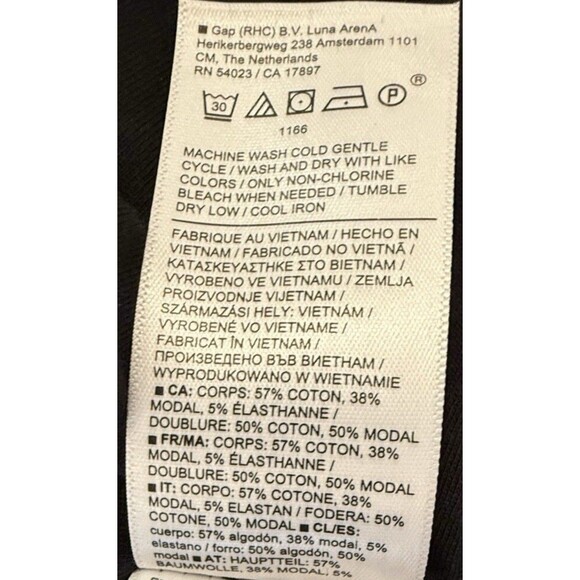 ■ Gap (RHC) B.V. Luna ArenA
Herikerbergweg 238 Amsterdam 1101
CM, The Netherlands
RN 54023 / CA 17897
30 P ®
1166
MACHINE WASH COLD GENTLE
CYCLE / WASH AND DRY WITH LIKE
COLORS / ONLY NON-CHLORINE
BLEACH WHEN NEEDED / TUMBLE
DRY LOW / COOL IRON
FABRIQUE AU VIETNAM / HECHO EN
VIETNAM / FABRICADO NO VIETNÃ /
ΚΑΤΑΣΚΕΥΑΣΤΗΚΕ ΣΤΟ ΒΙΕΤΝΑΜ /
VYROBENO VE VIETNAMU / ZEMLJA
PROIZVODNJE VIJETNAM /
SZÁRMAZÁSI HELY: VIETNÁM /
VYROBENÉ VO VIETNAME /
FABRICAT ÎN VIETNAM /
ПРОИЗВЕДЕНО ВЪВ ВИЕТНАМ /
WYPRODUKOWANO W WIETNAMIE
■ CA: CORPS: 57% COTON, 38%
MODAL, 5% ÉLASTHANNE /
DOUBLURE: 50% COTON, 50% MODAL
■ FR/MA: CORPS: 57% COTON, 38%
MODAL, 5% ÉLASTHANNE /
DOUBLURE: 50% COTON, 50% MODAL
■ IT: CORPO: 57% COTONE, 38%
MODAL, 5% ELASTAN / FODERA: 50%
COTONE, 50% MODAL ■ CL/ES:
cuerpo: 57% algodón, 38% modal, 5%
elastano / forro: 50% algodón, 50%
modal ■ AT: HAUPTTEIL: 57%
BAUMWOLLE, 38% MODAL, 5%